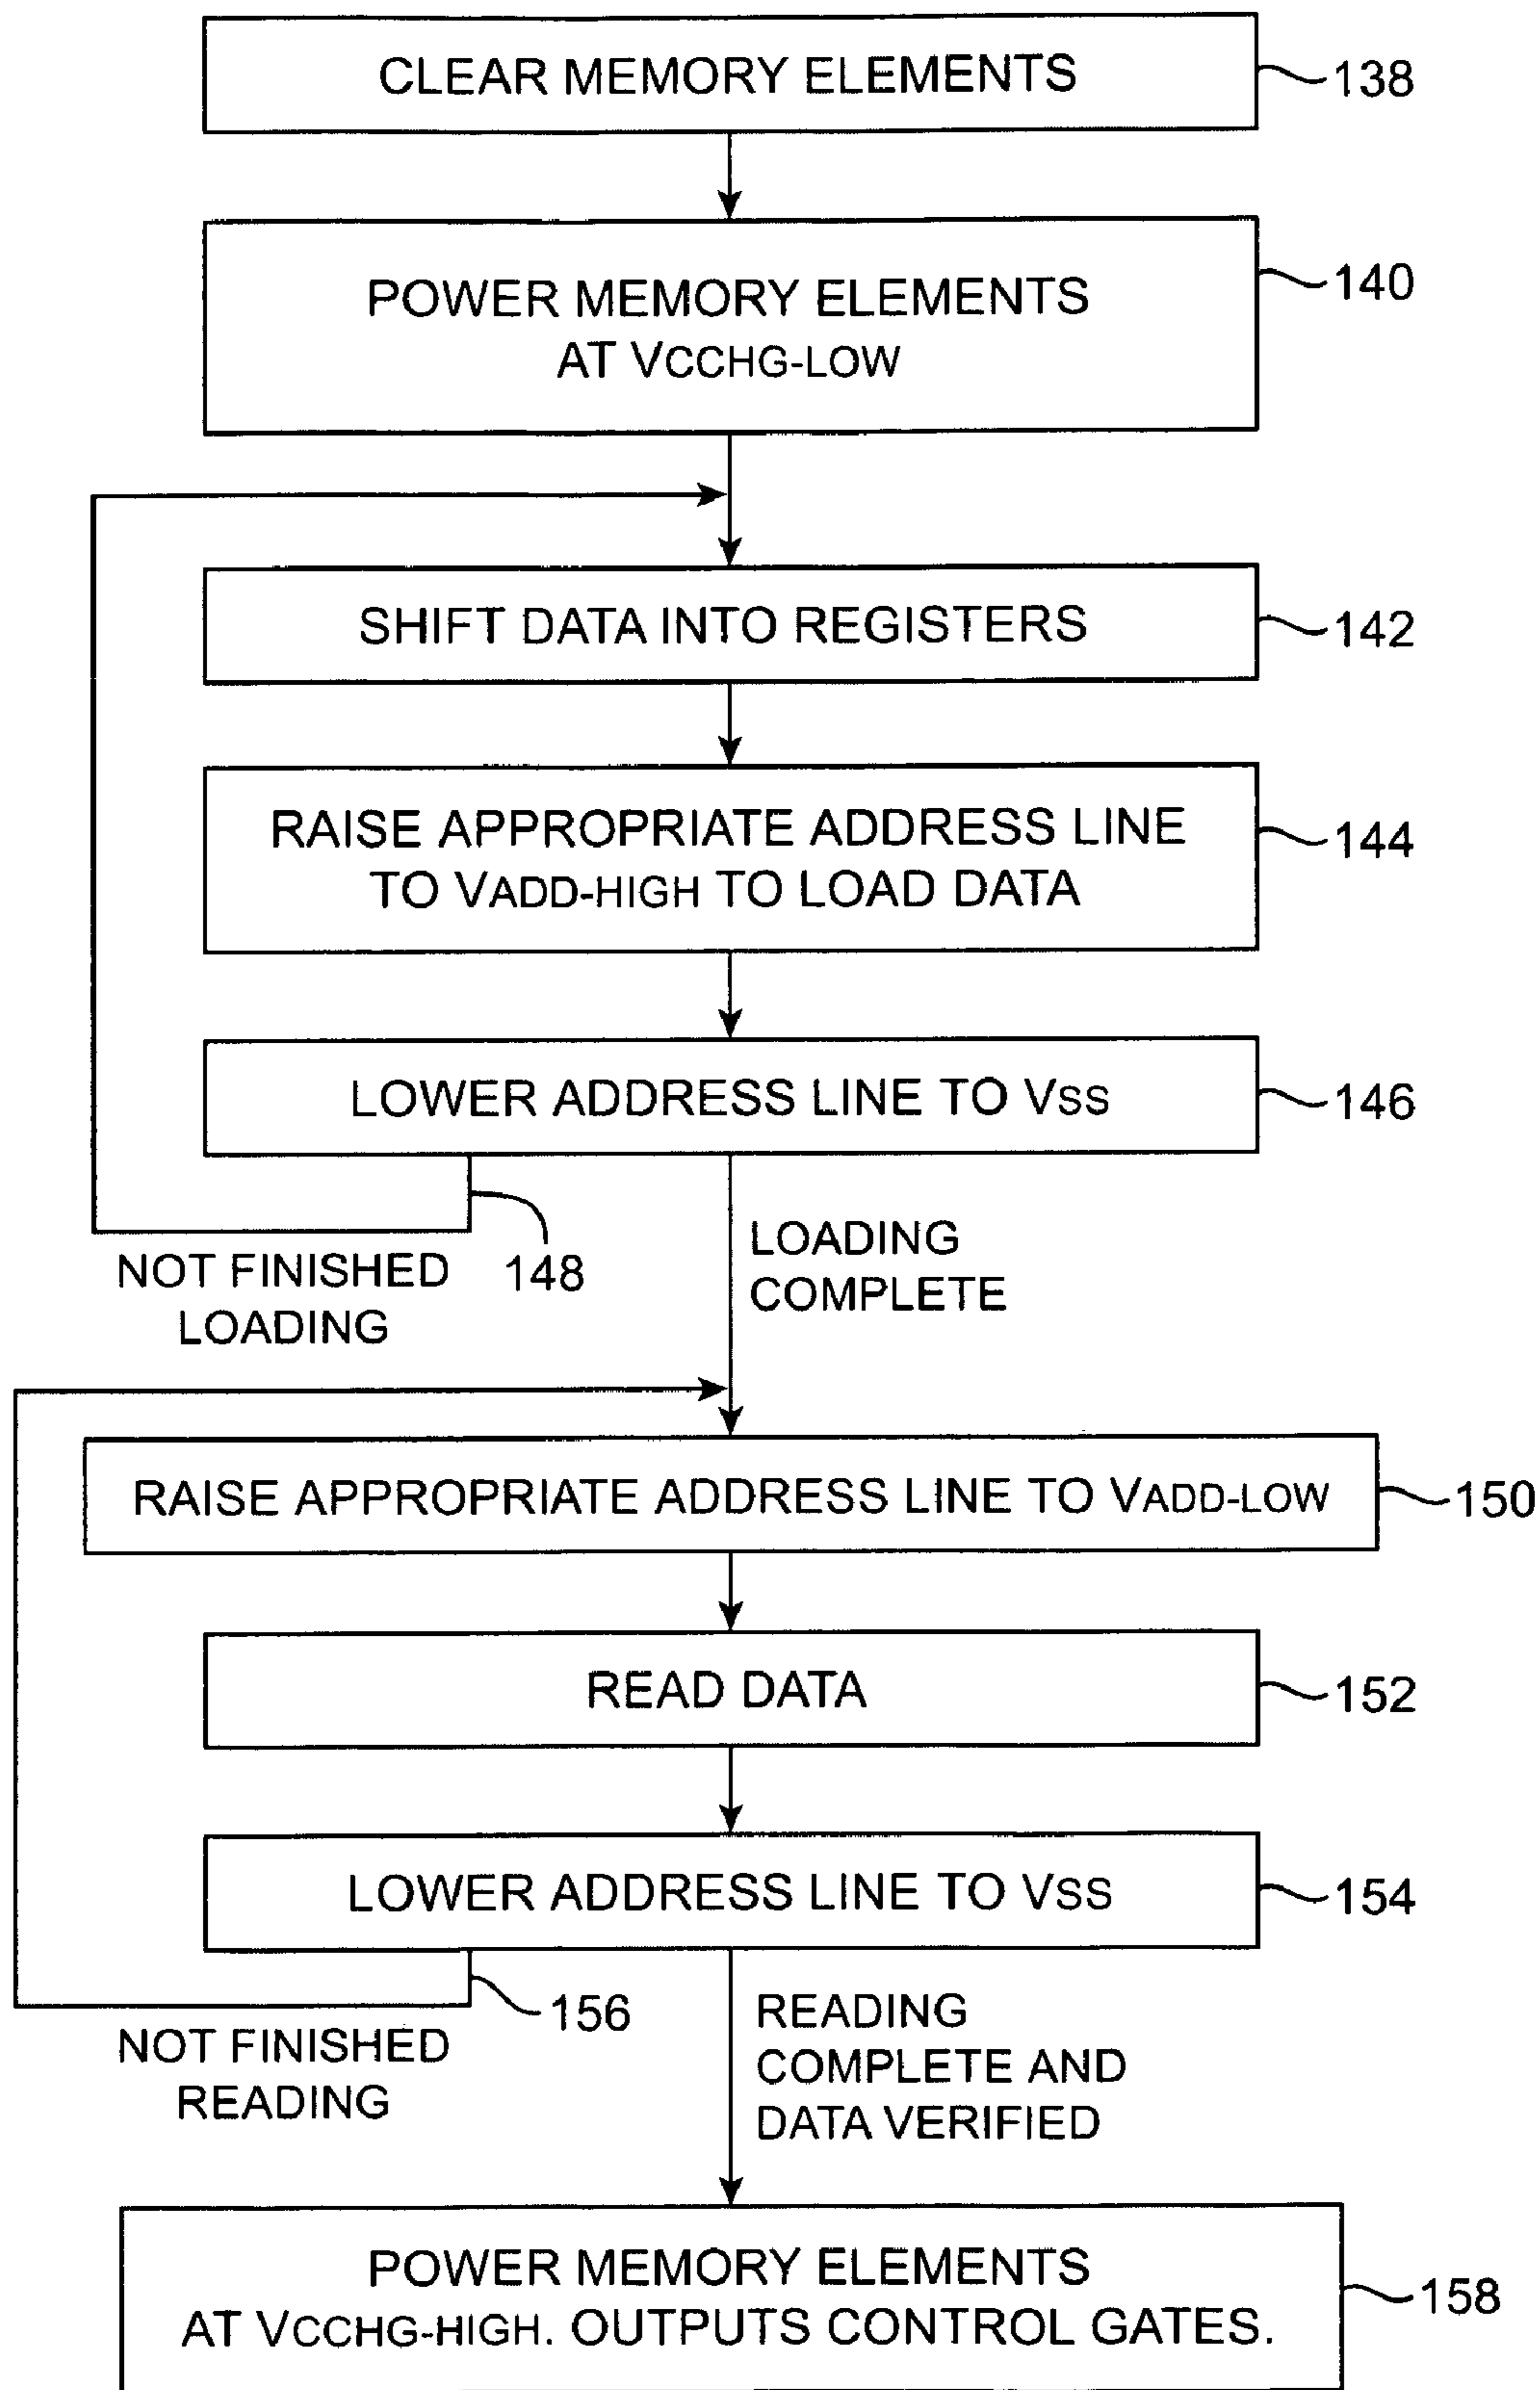 CLEAR MEMORY ELEMENTS
138
POWER MEMORY ELEMENTS
AT VCCHG-LOW
140
SHIFT DATA INTO REGISTERS
142
RAISE APPROPRIATE ADDRESS LINE
TO VADD-HIGH TO LOAD DATA
144
LOWER ADDRESS LINE TO VSS
146
NOT FINISHED
LOADING
148
LOADING
COMPLETE
RAISE APPROPRIATE ADDRESS LINE TO VADD-LOW
150
READ DATA
152
LOWER ADDRESS LINE TO VSS
154
NOT FINISHED
READING
156
READING
COMPLETE AND
DATA VERIFIED
POWER MEMORY ELEMENTS
AT VCCHG-HIGH. OUTPUTS CONTROL GATES.
158